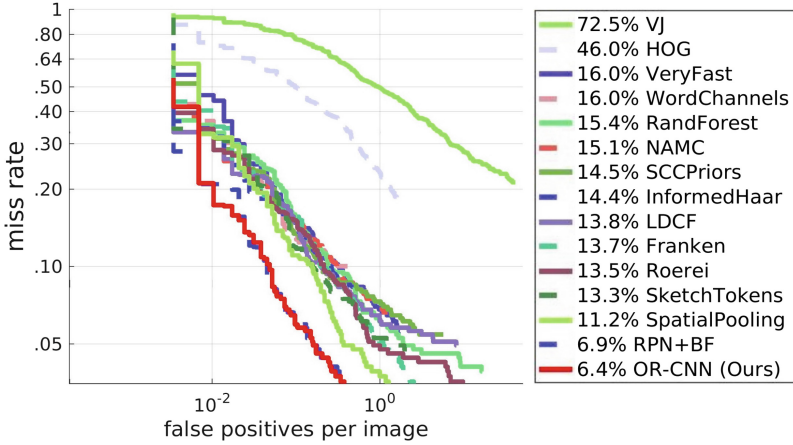 1
.80
.64
.50
.40
.30
.20
.10
.05
miss rate
10^-2
10^0
false positives per image
72.5% VJ
46.0% HOG
16.0% VeryFast
16.0% WordChannels
15.4% RandForest
15.1% NAMC
14.5% SCCPriors
14.4% InformedHaar
13.8% LDCF
13.7% Franken
13.5% Roerei
13.3% SketchTokens
11.2% SpatialPooling
6.9% RPN+BF
6.4% OR-CNN (Ours)